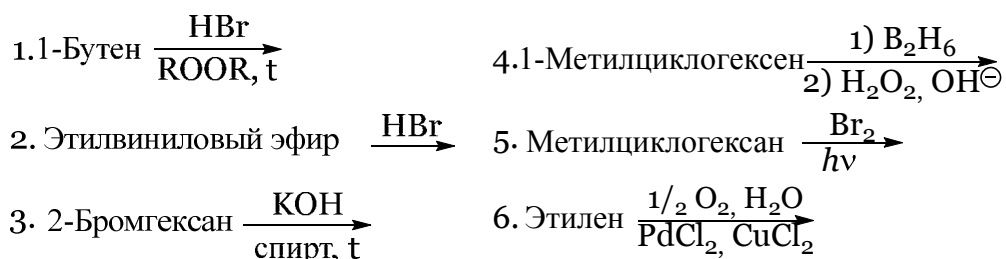 1.1-Бутен HBr
ROOR, t
2. Этилвиниловый эфир HBr
3. 2-Бромгексан KOH
спирт, t
4.1-Метилциклогексен 1) B₂H₆
2) H₂O₂, OH⊖
5. Метилциклогексан Br₂
hν
6. Этилен 1/₂ O₂, H₂O
PdCl₂, CuCl₂